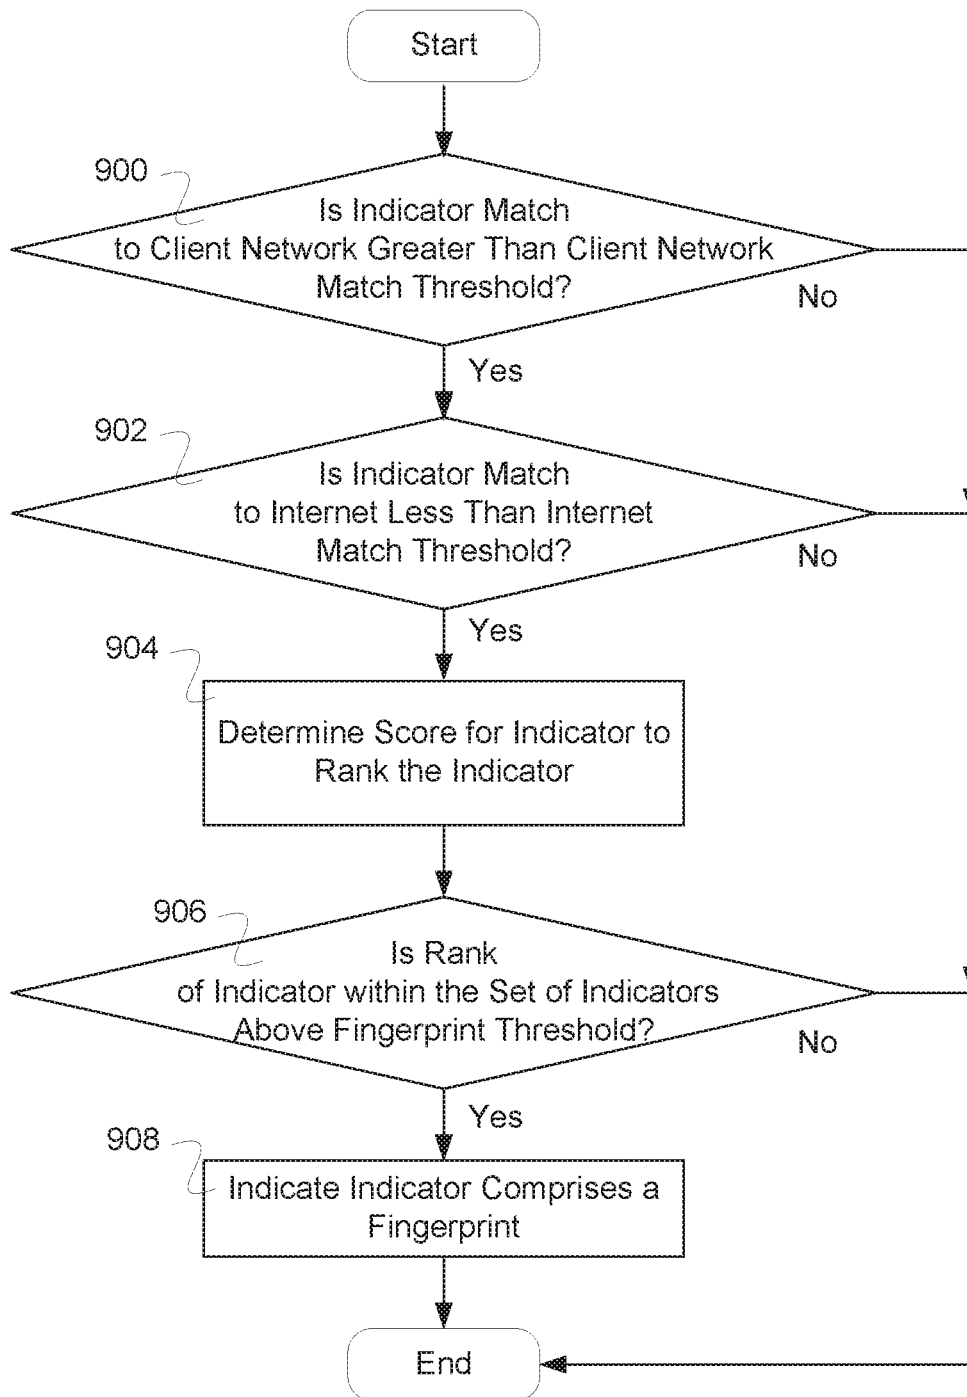 Start
900
Is Indicator Match
to Client Network Greater Than Client Network
Match Threshold?
No
Yes
902
Is Indicator Match
to Internet Less Than Internet
Match Threshold?
No
Yes
904
Determine Score for Indicator to
Rank the Indicator
906
Is Rank
of Indicator within the Set of Indicators
Above Fingerprint Threshold?
No
Yes
908
Indicate Indicator Comprises a
Fingerprint
End